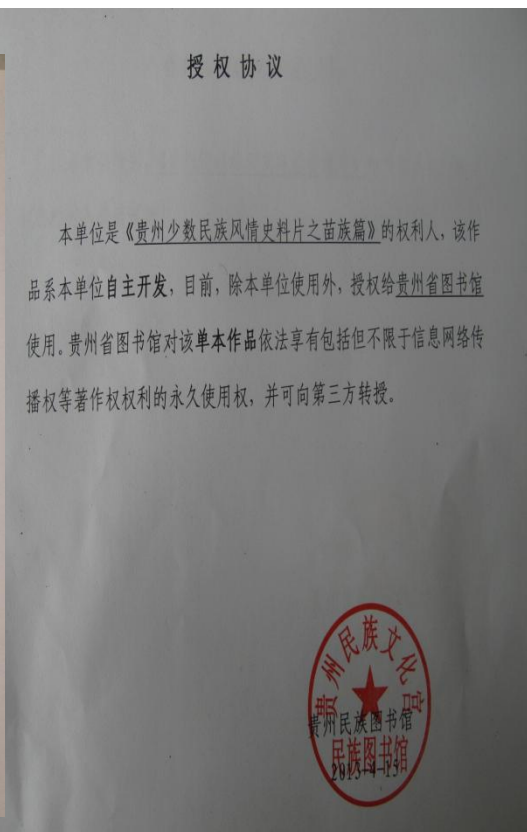 授权协议
本单位是《贵州少数民族风情史料片之苗族篇》的权利人，该作
品系本单位自主开发，目前，除本单位使用外，授权给贵州省图书馆
使用。贵州省图书馆对该单本作品依法享有包括但不限于信息网络传
播权等著作权权利的永久使用权，并可向第三方转授。
贵州民族文化宫
贵州民族图书馆
民族图书馆
2013-4-15